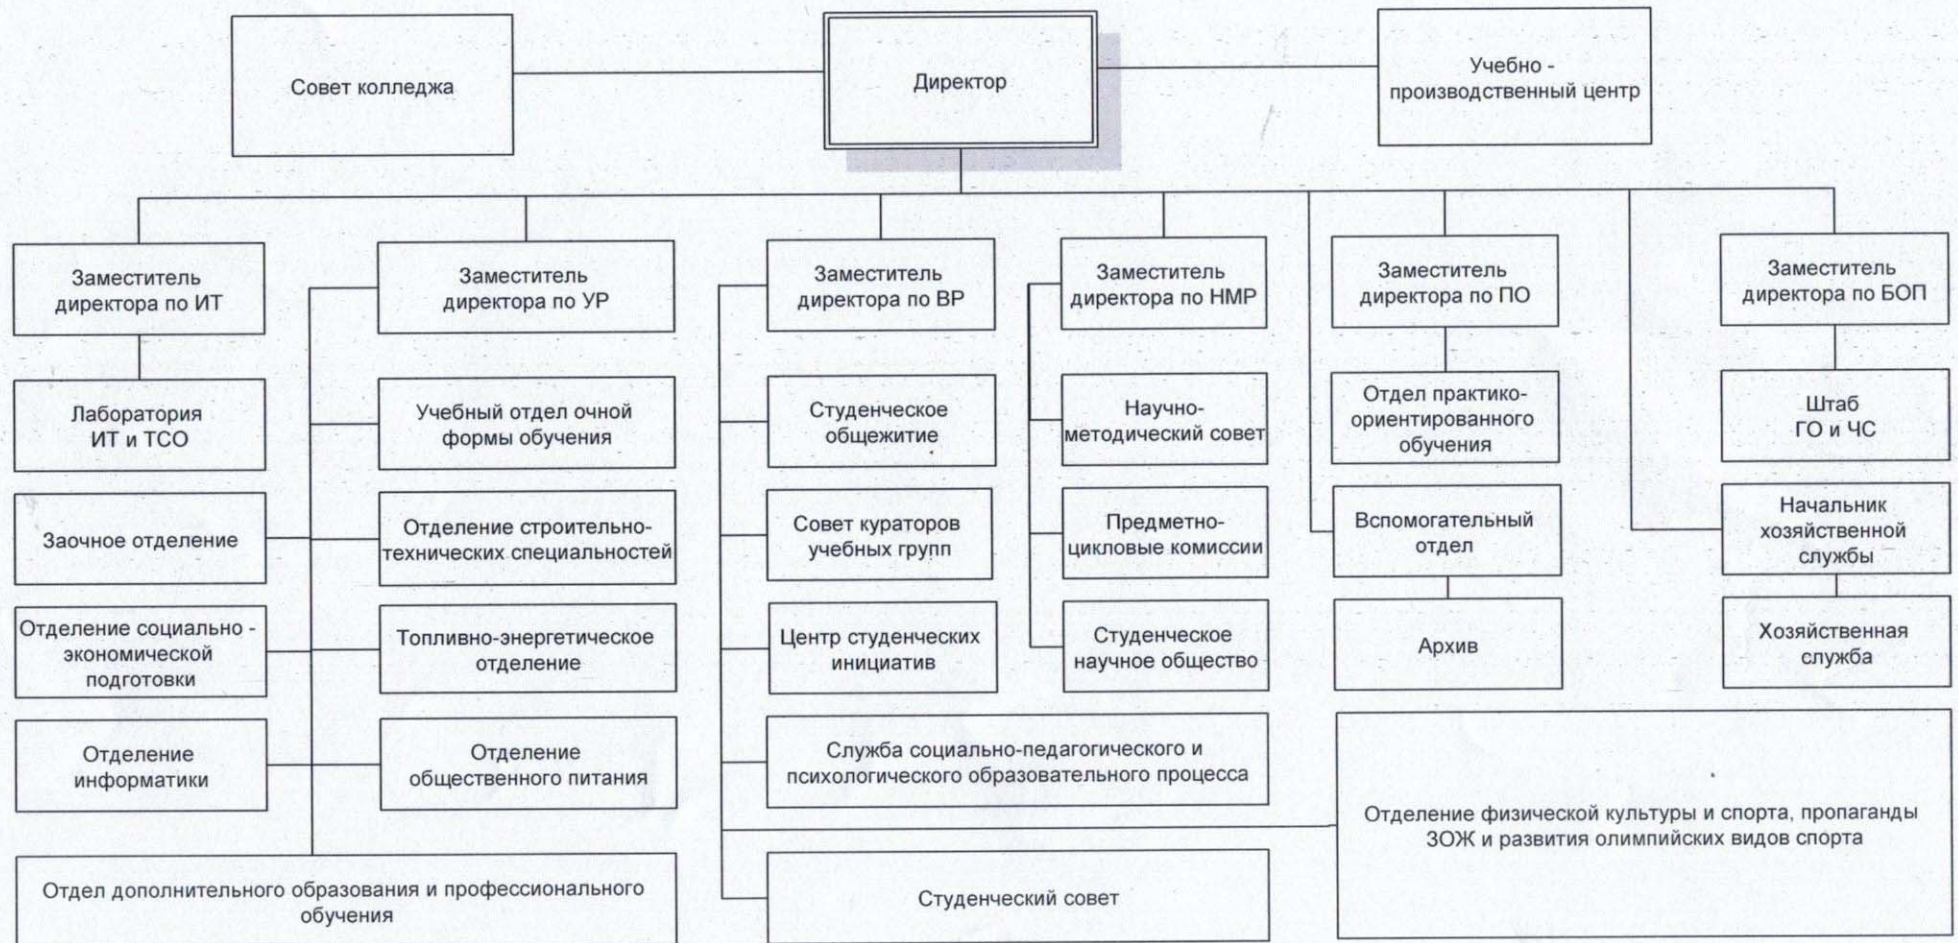 Совет колледжа
Директор
Учебно -
производственный центр
Заместитель
директора по ИТ
Заместитель
директора по УР
Заместитель
директора по ВР
Заместитель
директора по НМР
Заместитель
директора по ПО
Заместитель
директора по БОП
Лаборатория
ИТ и ТСО
Учебный отдел очной
формы обучения
Студенческое
общежитие
Научно-
методический совет
Отдел практико-
ориентированного
обучения
Штаб
ГО и ЧС
Заочное отделение
Отделение строительно-
технических специальностей
Совет кураторов
учебных групп
Предметно-
цикловые комиссии
Вспомогательный
отдел
Начальник
хозяйственной
службы
Отделение социально -
экономической
подготовки
Топливно-энергетическое
отделение
Центр студенческих
инициатив
Студенческое
научное общество
Архив
Хозяйственная
служба
Отделение
информатики
Отделение
общественного питания
Служба социально-педагогического и
психологического образовательного процесса
Отделение физической культуры и спорта, пропаганды
ЗОЖ и развития олимпийских видов спорта
Отдел дополнительного образования и профессионального
обучения
Студенческий совет